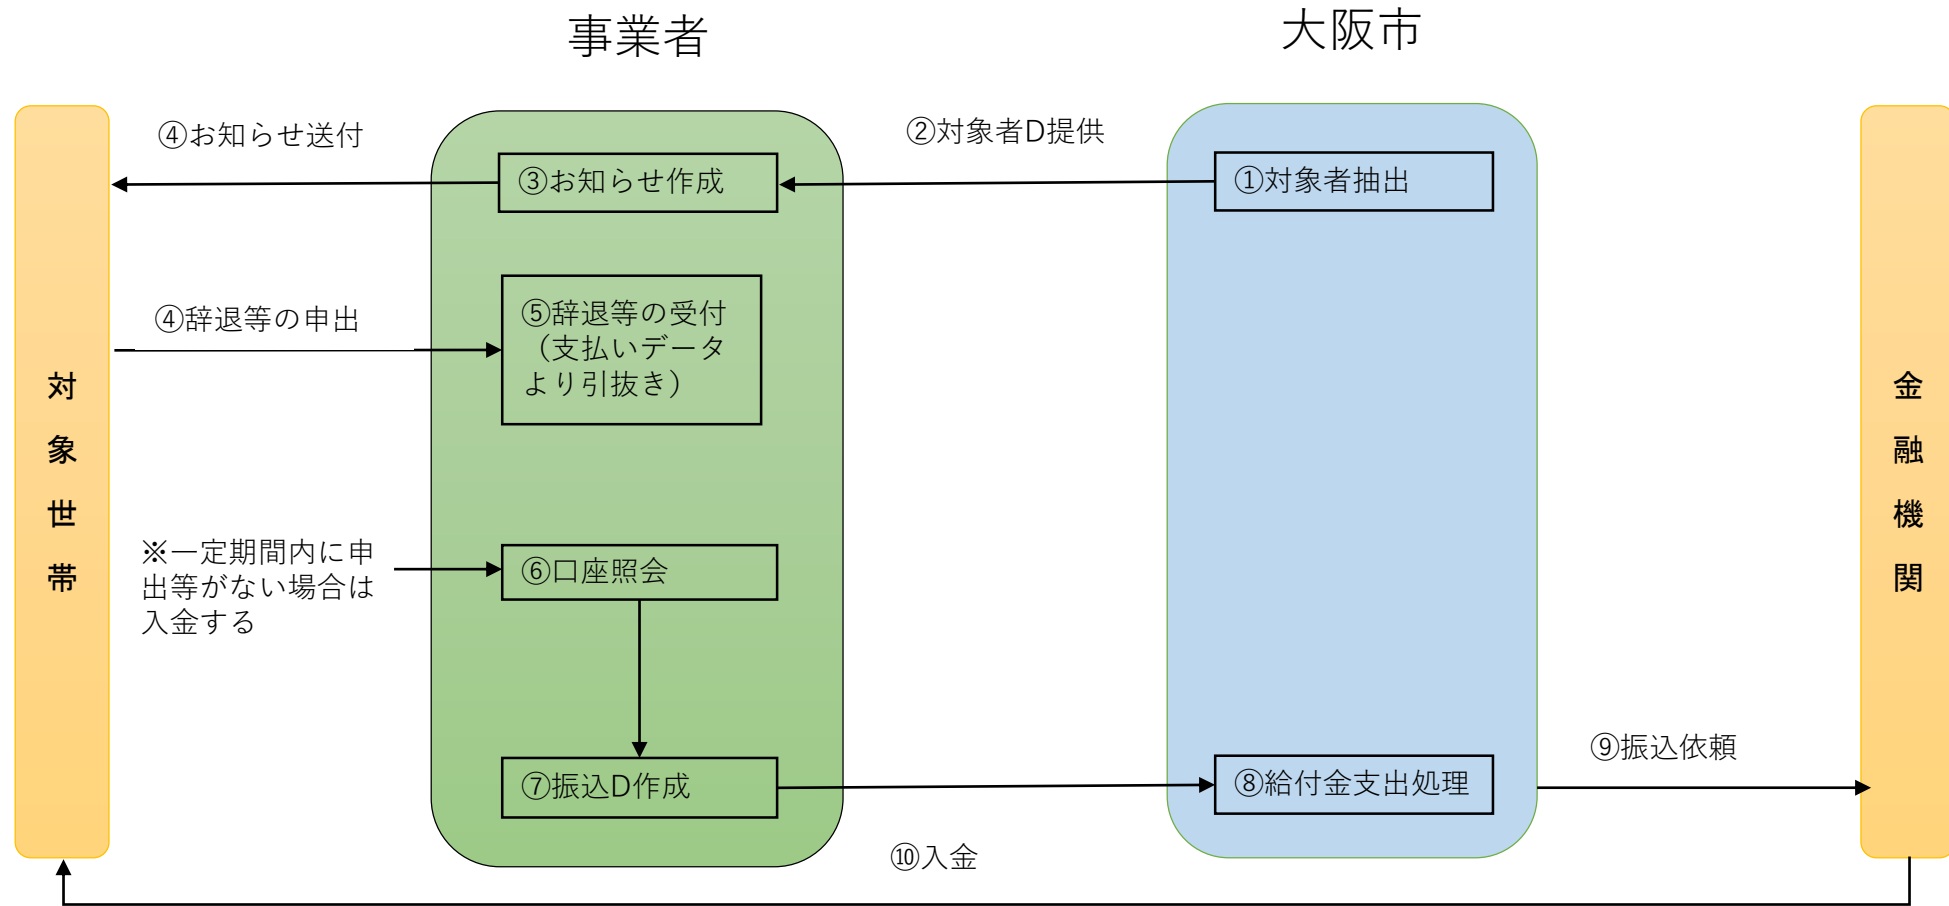 事業者
大阪市
④お知らせ送付
②対象者D提供
③お知らせ作成
①対象者抽出
④辞退等の申出
⑤辞退等の受付
（支払いデータ
より引抜き）
対象世帯
金融機関
※一定期間内に申
出等がない場合は
入金する
⑥口座照会
⑦振込D作成
⑧給付金支出処理
⑨振込依頼
⑩入金